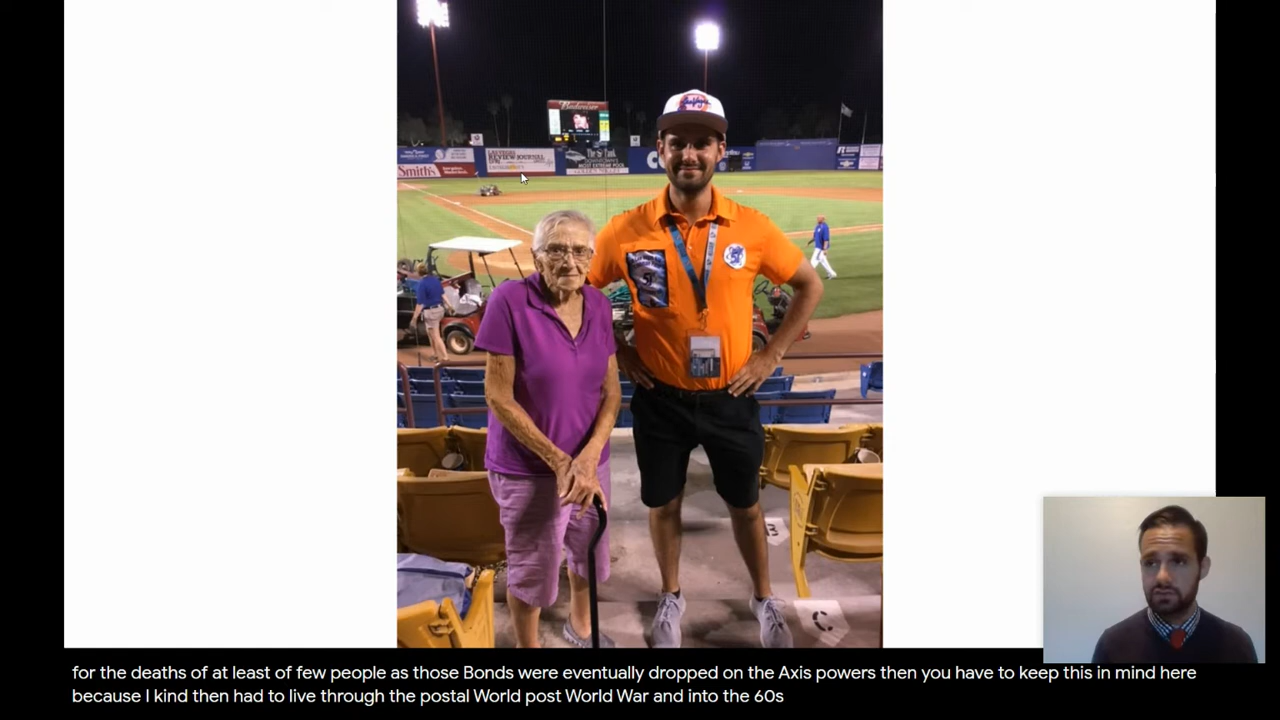 Budweiser
LAS VEGAS
REVIEW-JOURNAL
Smith's
C
for the deaths of at least of few people as those Bonds were eventually dropped on the Axis powers then you have to keep this in mind here
because I kind then had to live through the postal World post World War and into the 60s